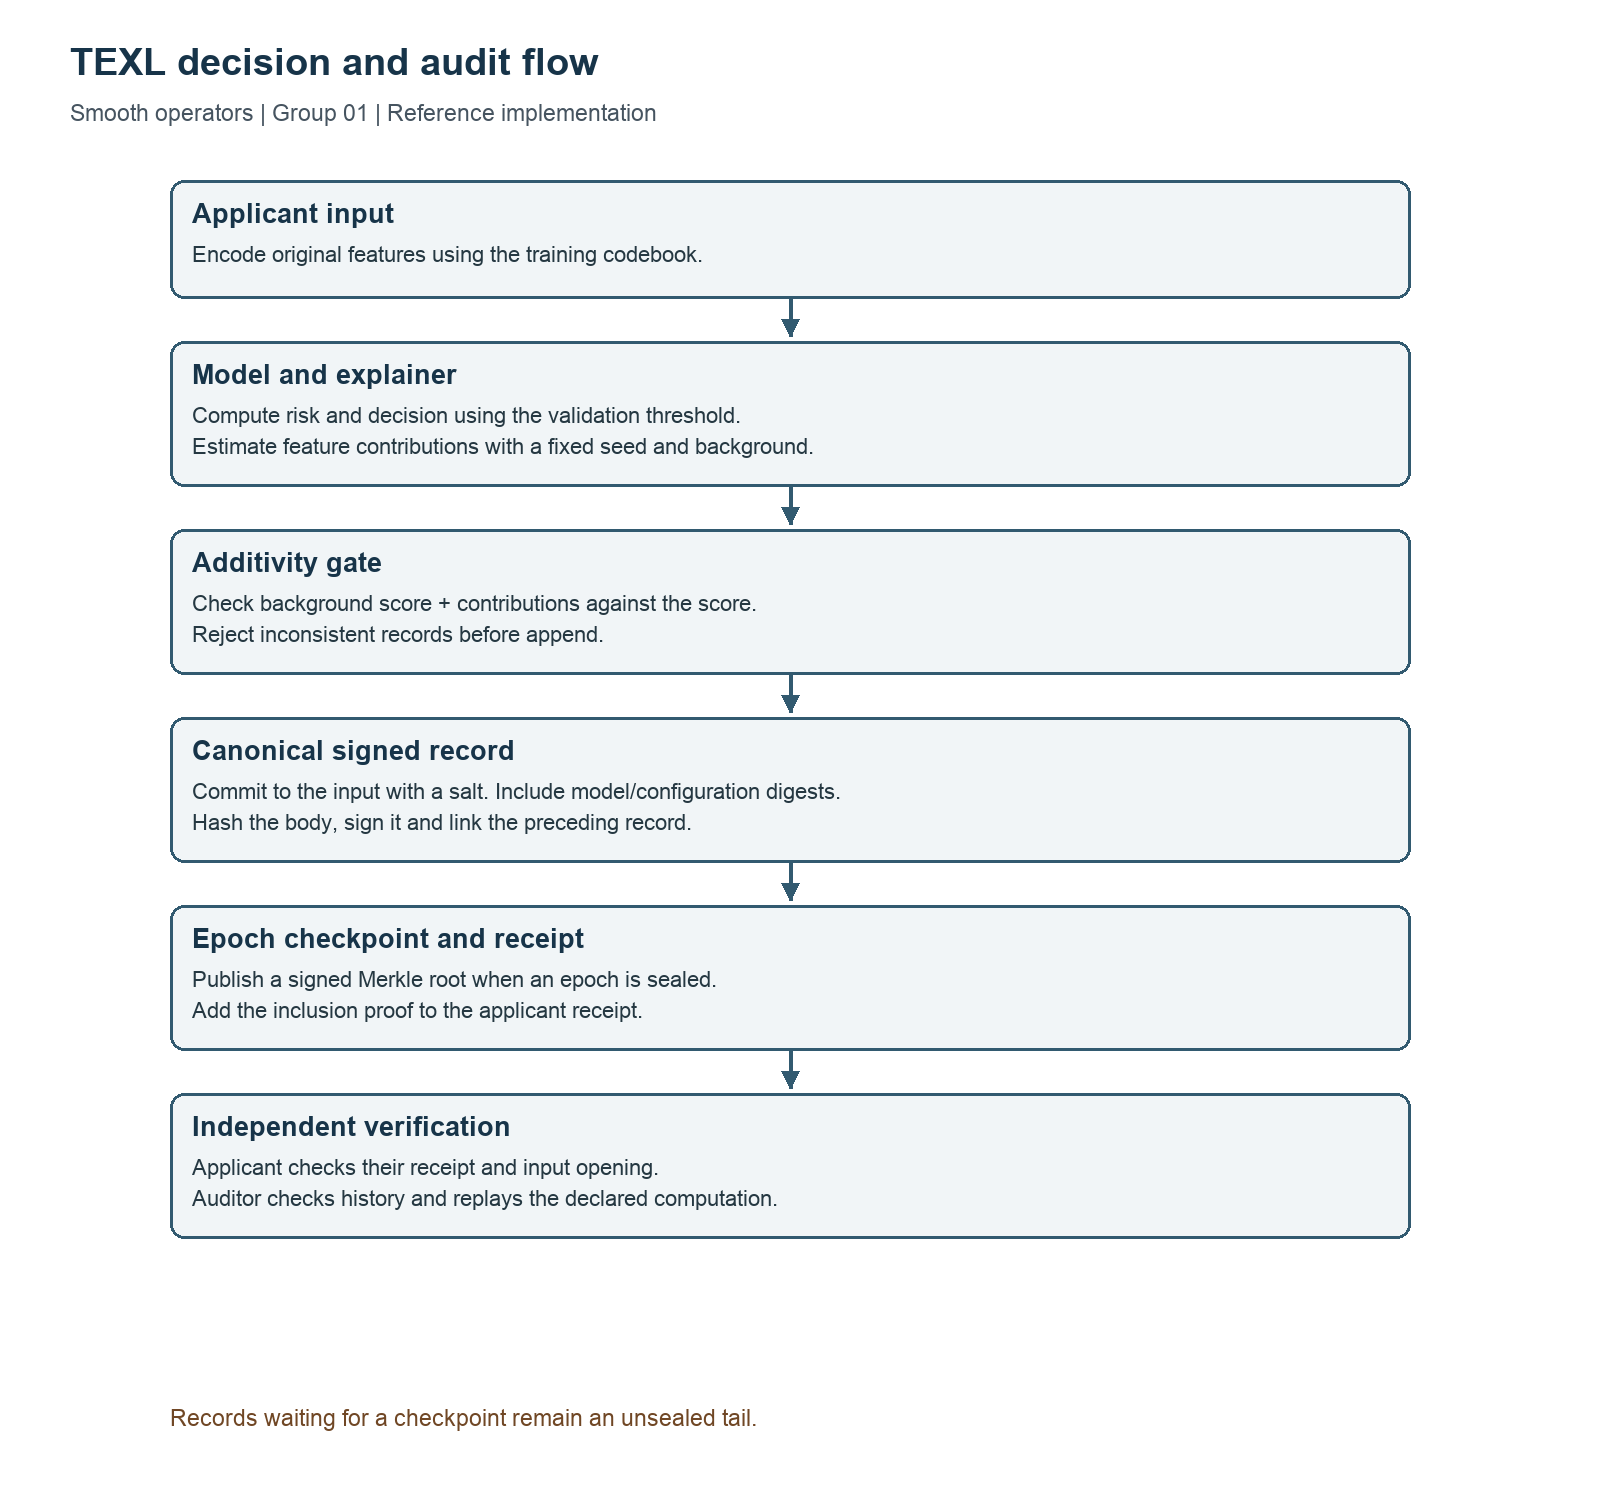 TEXL decision and audit flow
Smooth operators | Group 01 | Reference implementation
Applicant input
Encode original features using the training codebook.
Model and explainer
Compute risk and decision using the validation threshold.
Estimate feature contributions with a fixed seed and background.
Additivity gate
Check background score + contributions against the score.
Reject inconsistent records before append.
Canonical signed record
Commit to the input with a salt. Include model/configuration digests.
Hash the body, sign it and link the preceding record.
Epoch checkpoint and receipt
Publish a signed Merkle root when an epoch is sealed.
Add the inclusion proof to the applicant receipt.
Independent verification
Applicant checks their receipt and input opening.
Auditor checks history and replays the declared computation.
Records waiting for a checkpoint remain an unsealed tail.